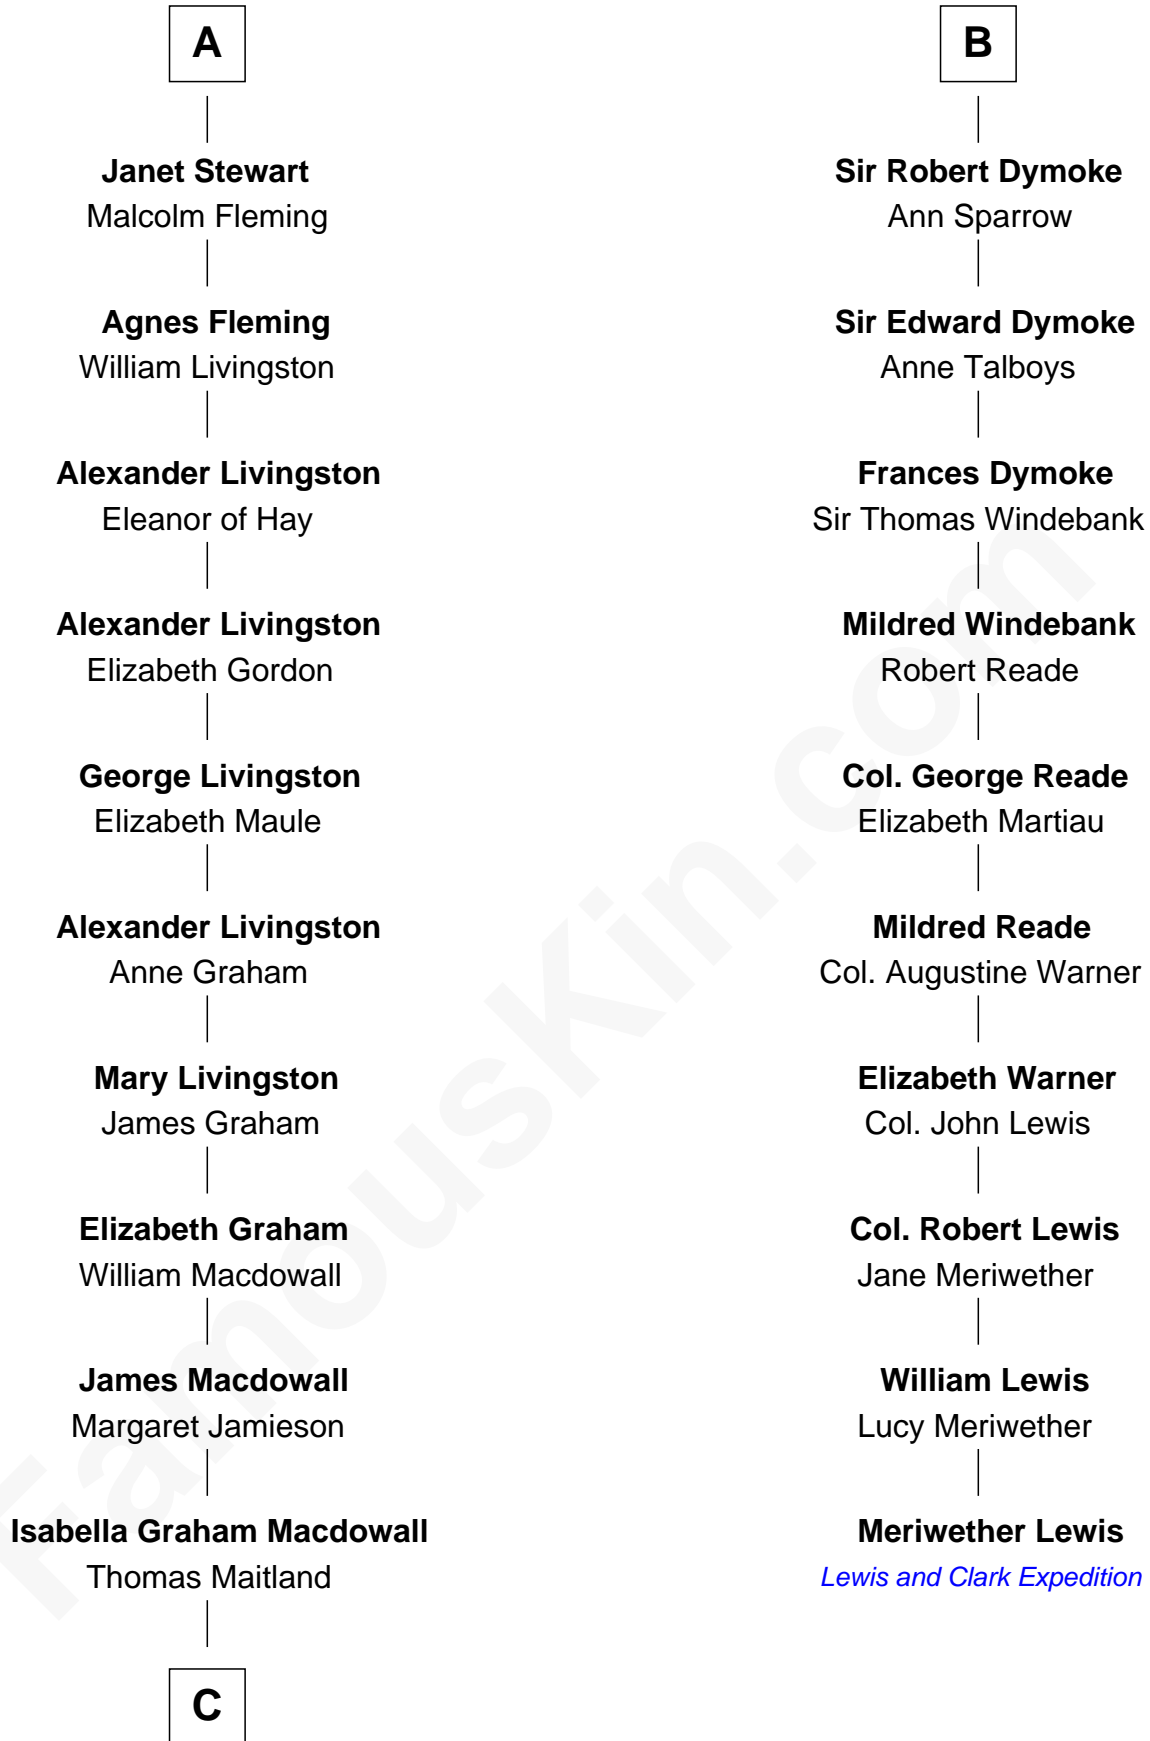 A
Janet Stewart
Malcolm Fleming
Agnes Fleming
William Livingston
Alexander Livingston
Eleanor of Hay
Alexander Livingston
Elizabeth Gordon
George Livingston
Elizabeth Maule
Alexander Livingston
Anne Graham
Mary Livingston
James Graham
Elizabeth Graham
William Macdowall
James Macdowall
Margaret Jamieson
Isabella Graham Macdowall
Thomas Maitland
C
B
Sir Robert Dymoke
Ann Sparrow
Sir Edward Dymoke
Anne Talboys
Frances Dymoke
Sir Thomas Windebank
Mildred Windebank
Robert Reade
Col. George Reade
Elizabeth Martiau
Mildred Reade
Col. Augustine Warner
Elizabeth Warner
Col. John Lewis
Col. Robert Lewis
Jane Meriwether
William Lewis
Lucy Meriwether
Meriwether Lewis
Lewis and Clark Expedition
FamousKin.com